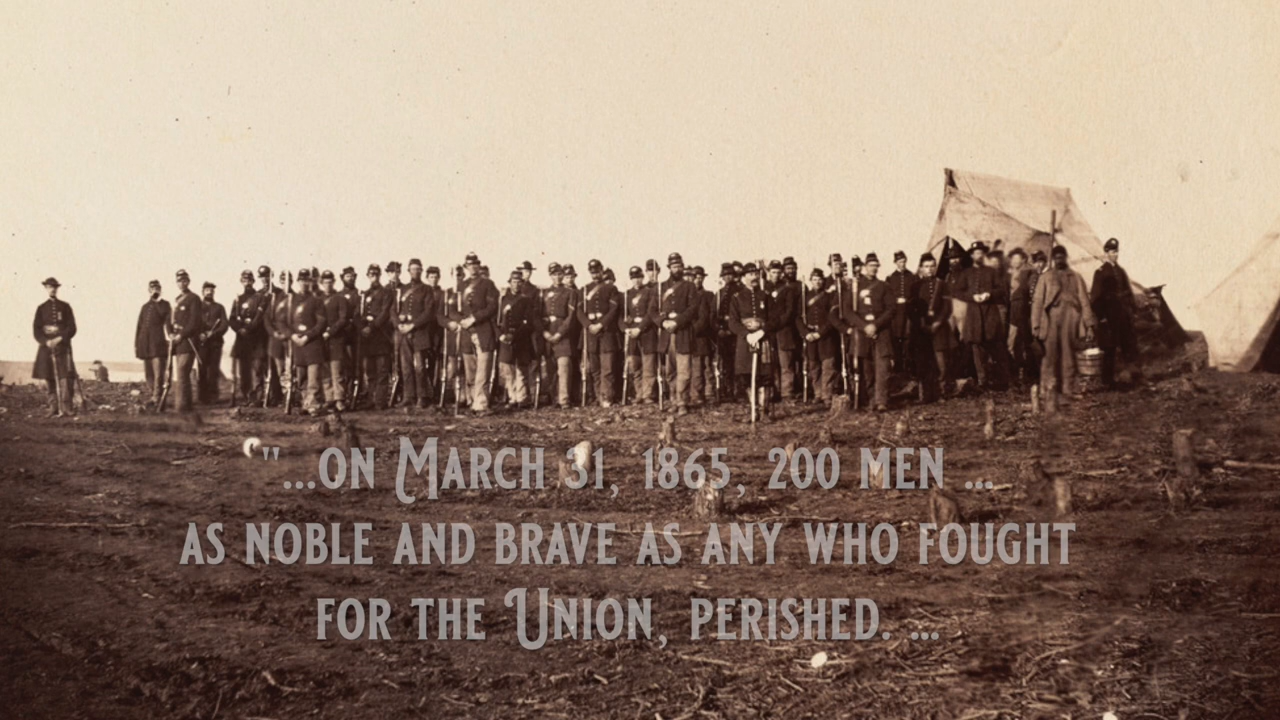 " ...on March 31, 1865, 200 men ...
as noble and brave as any who fought
for the Union, perished. ...